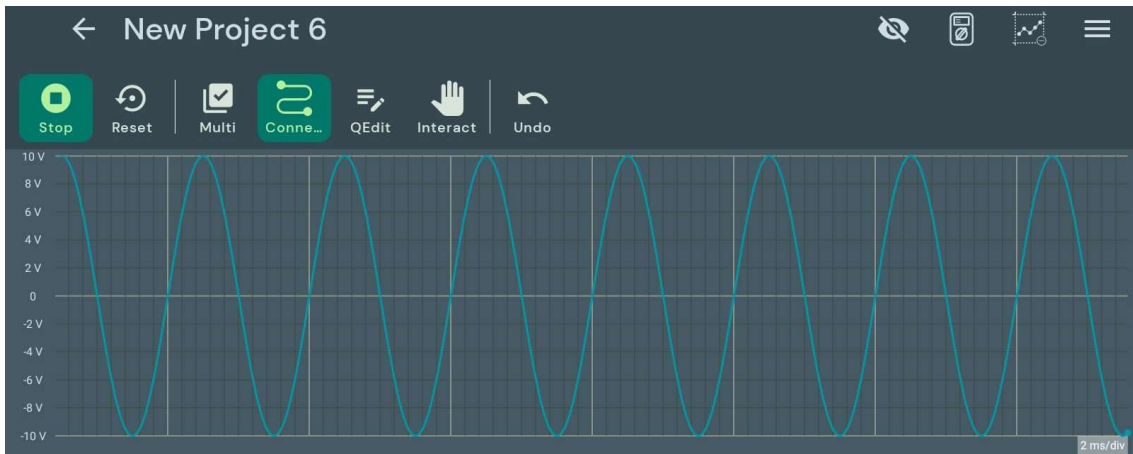 New Project 6
Stop Reset Multi Conne... QEdit Interact Undo
10 V
8 V
6 V
4 V
2 V
0
-2 V
-4 V
-6 V
-8 V
-10 V
2 ms/div